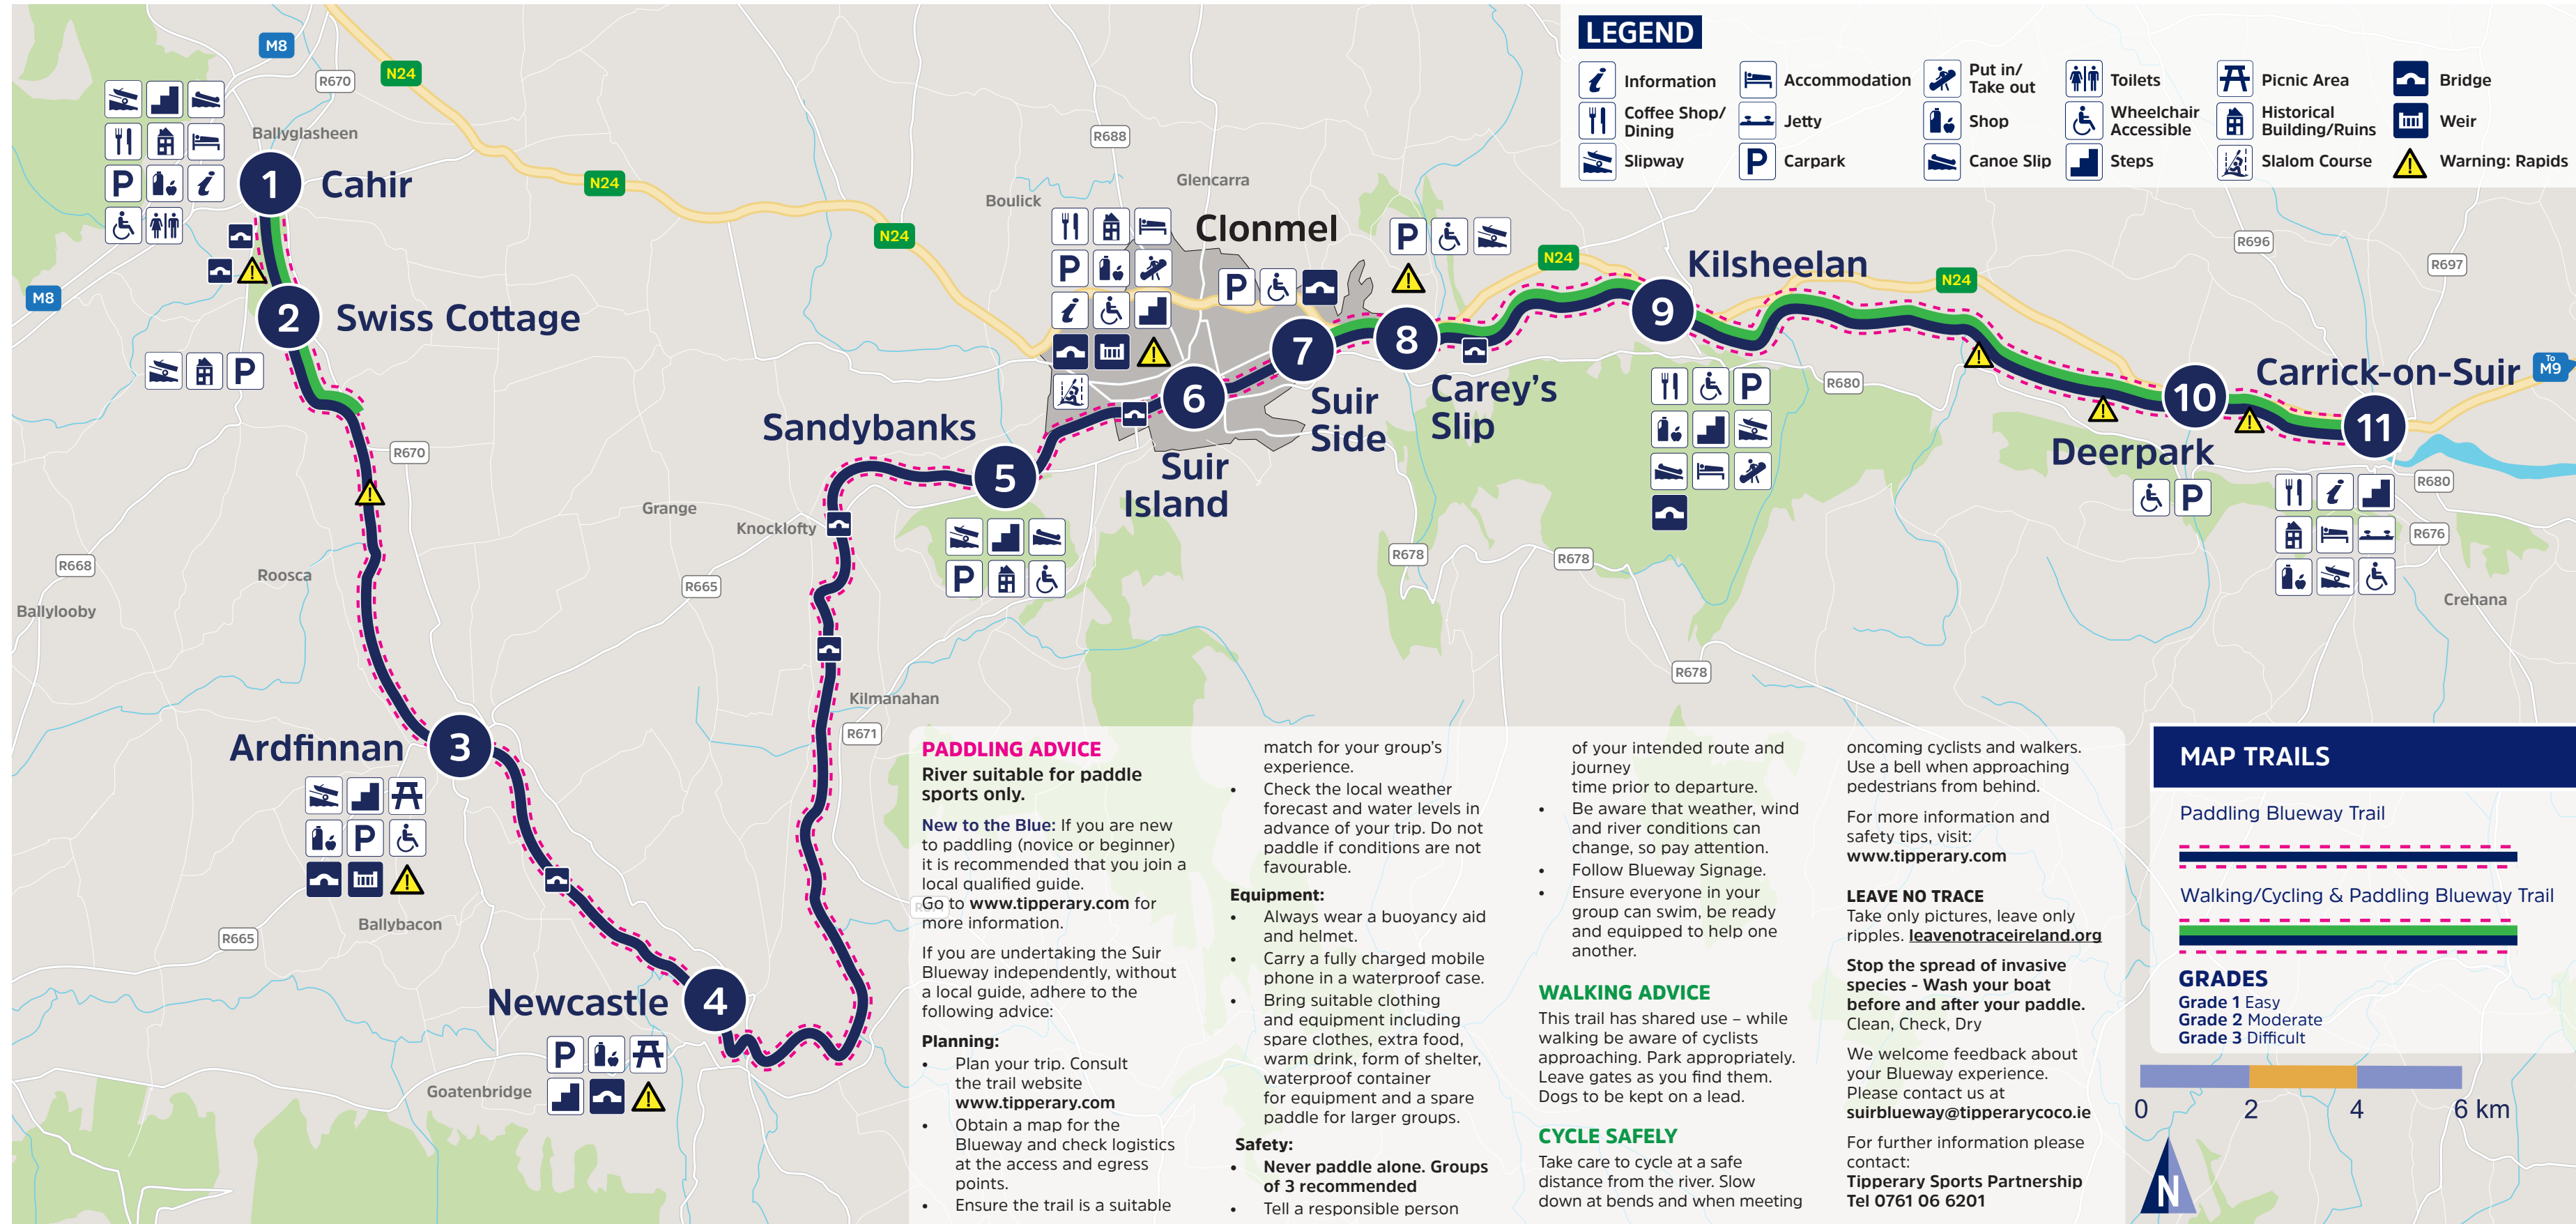 LEGEND
Information
Accommodation
Put in/
Take out
Toilets
Picnic Area
Bridge
Coffee Shop/
Dining
Jetty
Shop
Wheelchair
Accessible
Historical
Building/Ruins
Weir
Slipway
Carpark
Canoe Slip
Steps
Slalom Course
Warning: Rapids
M8
R670
N24
Ballyglasheen
1 Cahir
N24
M8
2 Swiss Cottage
R670
N24
R688
Boulick
Glencarra
Clonmel
N24
Kilsheelan
N24
R696
R697
9
8
7
6
5
Carey's
Slip
Suir
Side
Suir
Island
Sandybanks
R680
10
Deerpark
Carrick-on-Suir
11
To
M9
R680
R676
Crehana
R678
R678
R678
Grange
Knocklofty
R665
R668
Roosca
Ballylooby
Kilmanahan
R671
Ardfinnan 3
Ballybacon
R665
Newcastle 4
Goatenbridge
PADDLING ADVICE
River suitable for paddle
sports only.
New to the Blue: If you are new
to paddling (novice or beginner)
it is recommended that you join a
local qualified guide.
Go to www.tipperary.com for
more information.
If you are undertaking the Suir
Blueway independently, without
a local guide, adhere to the
following advice:
Planning:
• Plan your trip. Consult
the trail website
www.tipperary.com
• Obtain a map for the
Blueway and check logistics
at the access and egress
points.
• Ensure the trail is a suitable
match for your group's
experience.
• Check the local weather
forecast and water levels in
advance of your trip. Do not
paddle if conditions are not
favourable.
Equipment:
• Always wear a buoyancy aid
and helmet.
• Carry a fully charged mobile
phone in a waterproof case.
• Bring suitable clothing
and equipment including
spare clothes, extra food,
warm drink, form of shelter,
waterproof container
for equipment and a spare
paddle for larger groups.
Safety:
• Never paddle alone. Groups
of 3 recommended
• Tell a responsible person
of your intended route and
journey
time prior to departure.
• Be aware that weather, wind
and river conditions can
change, so pay attention.
• Follow Blueway Signage.
• Ensure everyone in your
group can swim, be ready
and equipped to help one
another.
WALKING ADVICE
This trail has shared use – while
walking be aware of cyclists
approaching. Park appropriately.
Leave gates as you find them.
Dogs to be kept on a lead.
CYCLE SAFELY
Take care to cycle at a safe
distance from the river. Slow
down at bends and when meeting
oncoming cyclists and walkers.
Use a bell when approaching
pedestrians from behind.
For more information and
safety tips, visit:
www.tipperary.com
LEAVE NO TRACE
Take only pictures, leave only
ripples. leavenotraceireland.org
Stop the spread of invasive
species - Wash your boat
before and after your paddle.
Clean, Check, Dry
We welcome feedback about
your Blueway experience.
Please contact us at
suirblueway@tipperarycoco.ie
For further information please
contact:
Tipperary Sports Partnership
Tel 0761 06 6201
MAP TRAILS
Paddling Blueway Trail
Walking/Cycling & Paddling Blueway Trail
GRADES
Grade 1 Easy
Grade 2 Moderate
Grade 3 Difficult
0 2 4 6 km
N